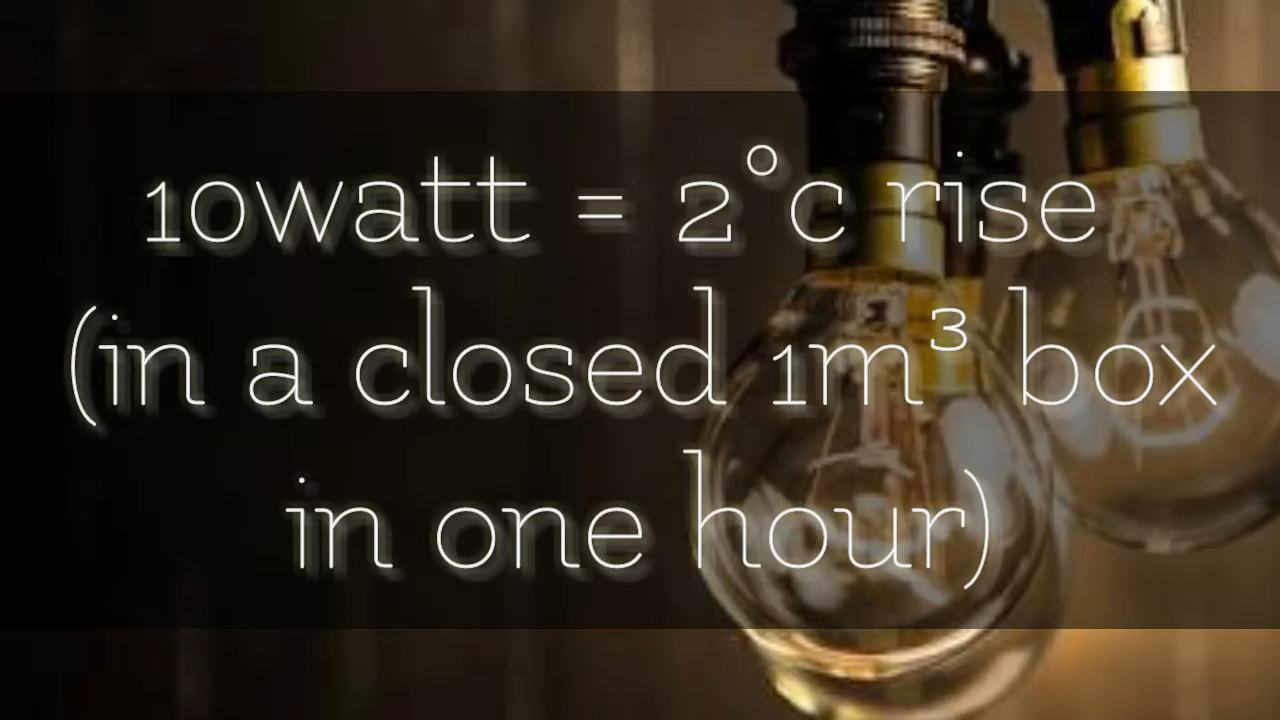 10watt = 2°c rise
(in a closed 1m³ box
in one hour)